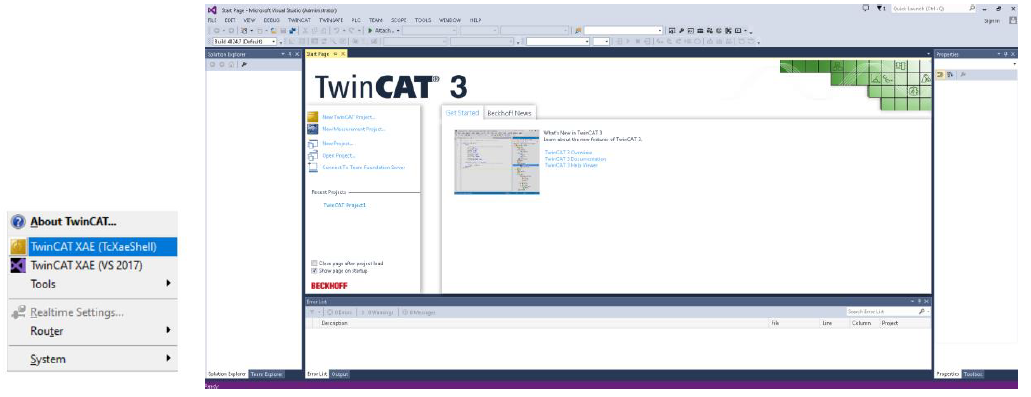 About TwinCAT...
TwinCAT XAE (TcXaeShell)
TwinCAT XAE (VS 2017)
Tools
Realtime Settings...
Router
System
Start Page - Microsoft Visual Studio (Administrator)
Quick Launch (Ctrl+Q)
FILE EDIT VIEW DEBUG TWINCAT TWINSAFE PLC TEAM SCOPE TOOLS WINDOW HELP
Sign in
Attach...
Build 4024.7 (Default)
Solution Explorer
Start Page
Properties
TwinCAT® 3
New TwinCAT Project...
New Measurement Project...
New Project...
Open Project...
Connect To Team Foundation Server
Recent Projects
TwinCAT Project1
Close page after project load
Show page on startup
BECKHOFF
Get Started
Beckhoff News
What's New in TwinCAT 3
Learn about the new features of TwinCAT 3.
TwinCAT 3 Overview
TwinCAT 3 Documentation
TwinCAT 3 Help Viewer
Error List
0 Errors
0 Warnings
0 Messages
Search Error List
Description
File
Line
Column
Project
Solution Explorer
Team Explorer
Error List
Output
Properties
Toolbox
Ready